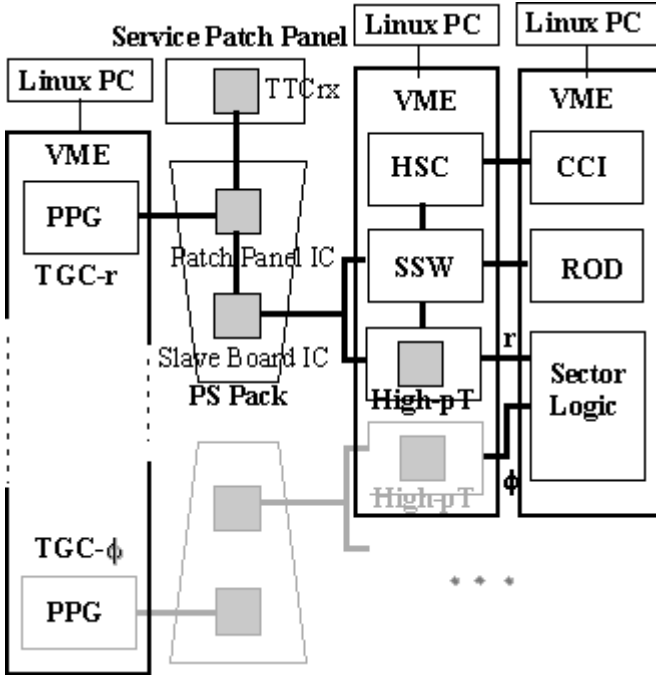 Linux PC
Linux PC
Service Patch Panel
Linux PC
TTCrx
VME
VME
VME
HSC
CCI
PPG
TGC-r
Patch Panel IC
SSW
ROD
Slave Board IC
r
Sector
Logic
PS Pack
High-pT
High-pT
ϕ
TGC-ϕ
PPG